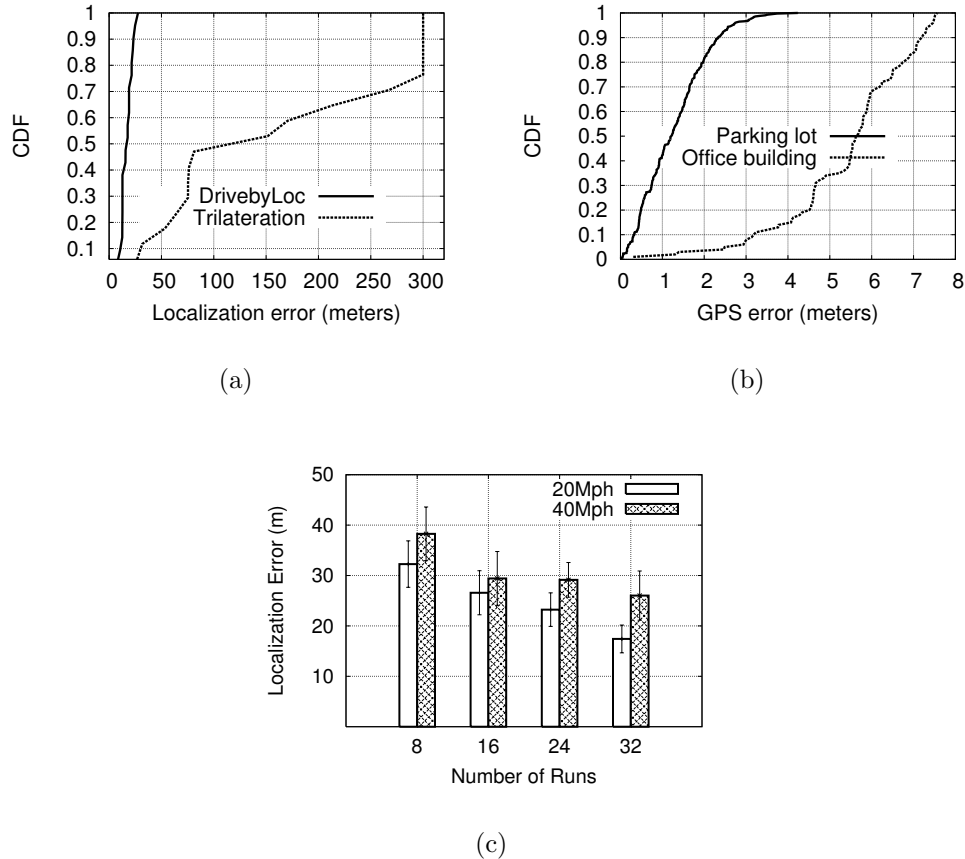 1
0.9
0.8
0.7
0.6
0.5
0.4
0.3
0.2
0.1
CDF
DrivebyLoc
Trilateration
0 50 100 150 200 250 300
Localization error (meters)
(a)
1
0.9
0.8
0.7
0.6
0.5
0.4
0.3
0.2
0.1
0
CDF
Parking lot
Office building
0 1 2 3 4 5 6 7 8
GPS error (meters)
(b)
50
40
30
20
10
Localization Error (m)
20Mph
40Mph
8 16 24 32
Number of Runs
(c)